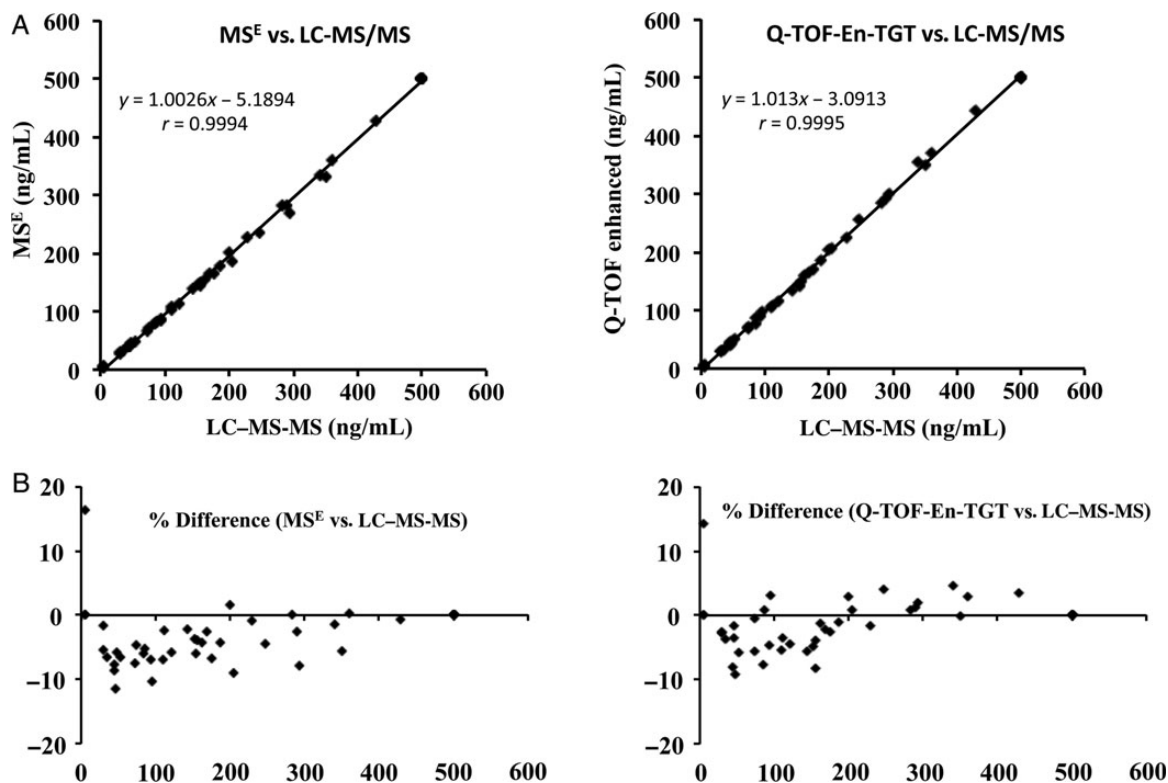 A
MSᴱ vs. LC-MS/MS
y = 1.0026x – 5.1894
r = 0.9994
600
500
400
300
200
100
0
MSᴱ (ng/mL)
0 100 200 300 400 500 600
LC–MS-MS (ng/mL)
Q-TOF-En-TGT vs. LC-MS/MS
y = 1.013x – 3.0913
r = 0.9995
600
500
400
300
200
100
0
Q-TOF enhanced (ng/mL)
0 100 200 300 400 500 600
LC–MS-MS (ng/mL)
B
% Difference (MSᴱ vs. LC–MS-MS)
20
10
0
−10
−20
0 100 200 300 400 500 600
% Difference (Q-TOF-En-TGT vs. LC–MS-MS)
20
10
0
−10
−20
0 100 200 300 400 500 600